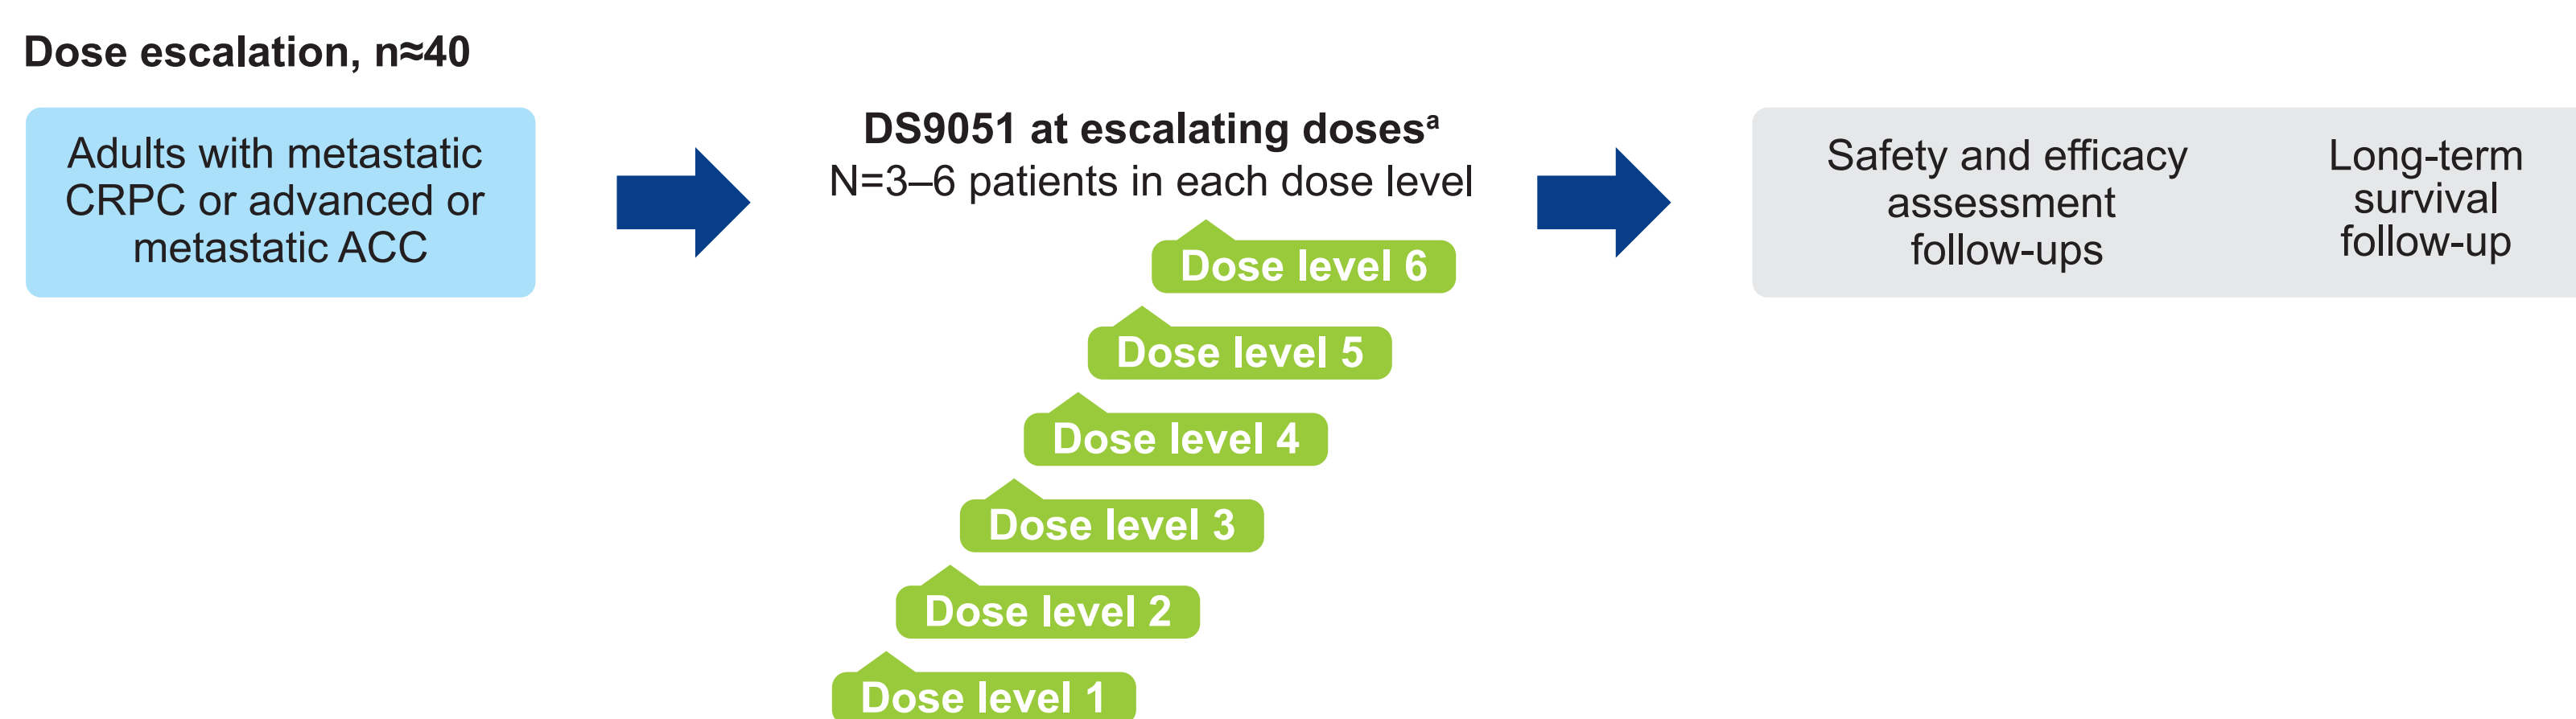 Dose escalation, n≈40
Adults with metastatic
CRPC or advanced or
metastatic ACC
DS9051 at escalating dosesᵃ
N=3–6 patients in each dose level
Dose level 6
Dose level 5
Dose level 4
Dose level 3
Dose level 2
Dose level 1
Safety and efficacy
assessment
follow-ups
Long-term
survival
follow-up